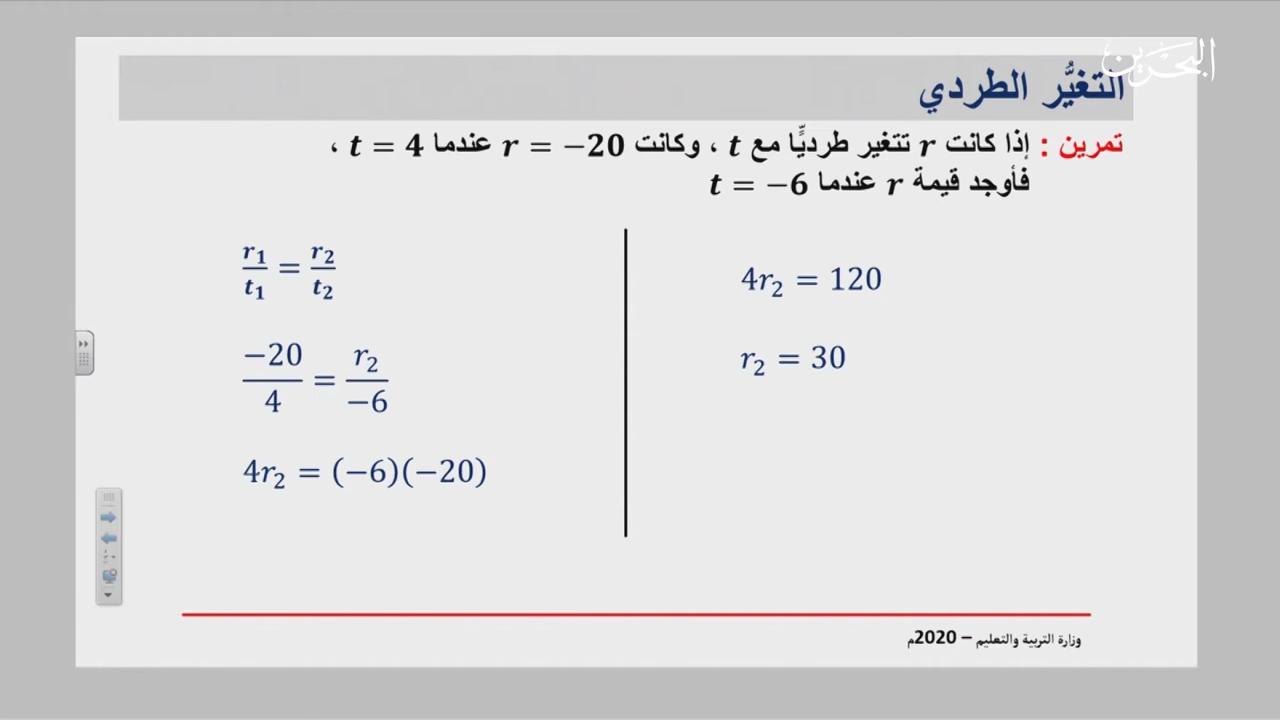 البحرين
التغيُّر الطردي
تمرين : إذا كانت r تتغير طرديًّا مع t ، وكانت r = −20 عندما t = 4 ،
فأوجد قيمة r عندما t = −6
r₁/t₁ = r₂/t₂
−20/4 = r₂/−6
4r₂ = (−6)(−20)
4r₂ = 120
r₂ = 30
وزارة التربية والتعليم – 2020م